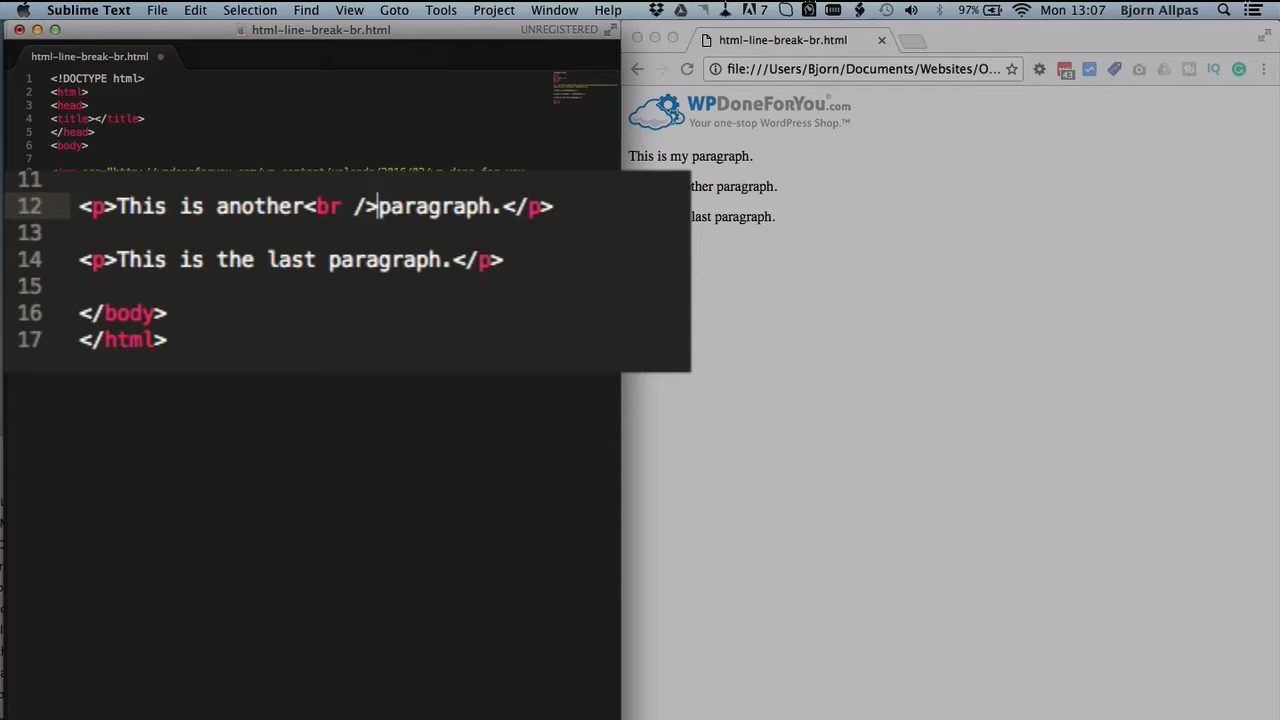 Sublime Text File Edit Selection Find View Goto Tools Project Window Help 7 97% Mon 13:07 Bjorn Allpas
html-line-break-br.html UNREGISTERED
html-line-break-br.html
1 <!DOCTYPE html>
2 <html>
3 <head>
4 <title></title>
5 </head>
6 <body>
7
11
12 <p>This is another<br />paragraph.</p>
13
14 <p>This is the last paragraph.</p>
15
16 </body>
17 </html>
html-line-break-br.html
file:///Users/Bjorn/Documents/Websites/O... 43
WPDoneForYou®.com
Your one-stop WordPress Shop.™
This is my paragraph.
ther paragraph.
last paragraph.